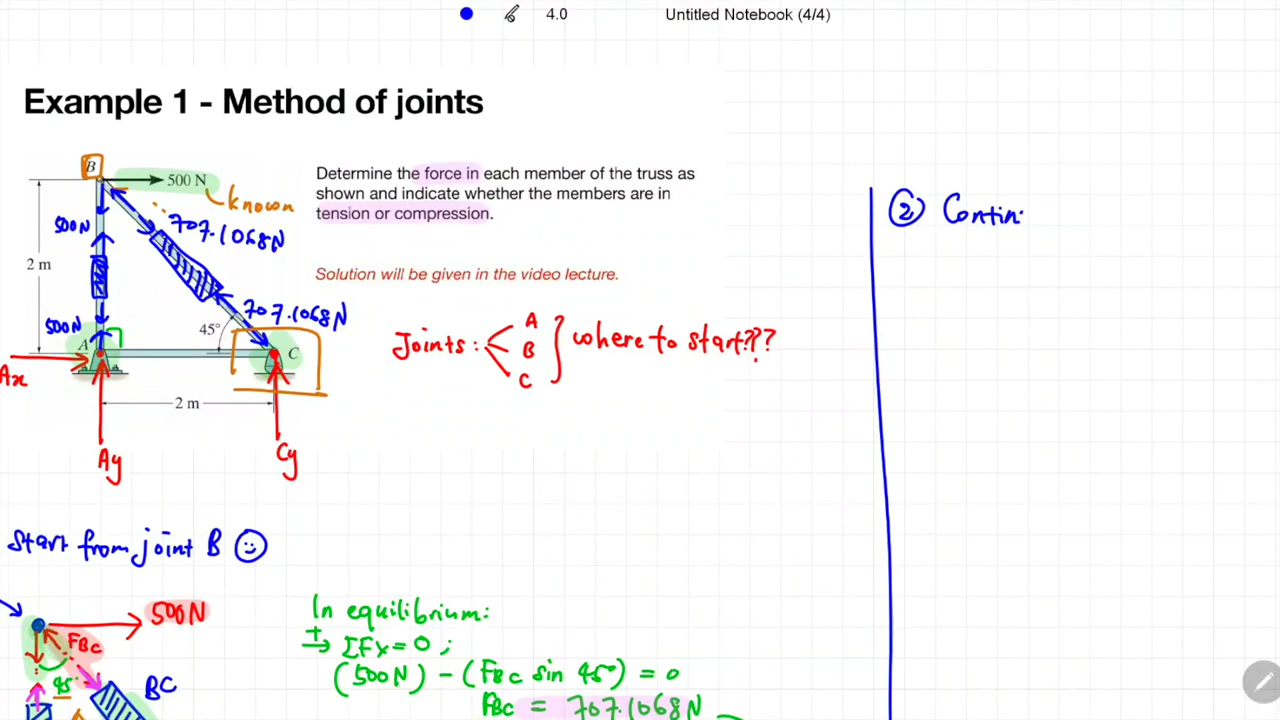 4.0
Untitled Notebook (4/4)
Example 1 - Method of joints
B
500 N
known
500N
707.1068N
2 m
Determine the force in each member of the truss as
shown and indicate whether the members are in
tension or compression.
Solution will be given in the video lecture.
500N
707.1068N
45°
A
C
Ax
2 m
Ay
Cy
Joints: A
B
C
where to start???
② Contin
Start from joint B
500N
FBC
45
BC
In equilibrium:
+→ ΣFx = 0 ;
(500N) - (FBC sin 45°) = 0
FBC = 707.1068N